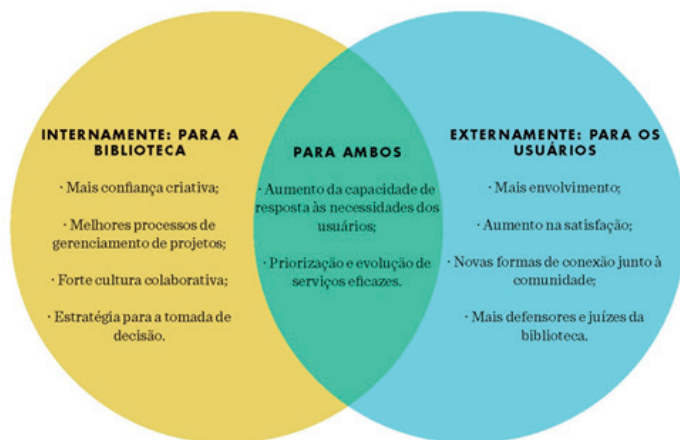 INTERNAMENTE: PARA A
BIBLIOTECA
· Mais confiança criativa;
· Melhores processos de
gerenciamento de projetos;
· Forte cultura colaborativa;
· Estratégia para a tomada de
decisão.
PARA AMBOS
· Aumento da capacidade de
resposta às necessidades dos
usuários;
· Priorização e evolução de
serviços eficazes.
EXTERNAMENTE: PARA OS
USUÁRIOS
· Mais envolvimento;
· Aumento na satisfação;
· Novas formas de conexão junto à
comunidade;
· Mais defensores e juízes da
biblioteca.